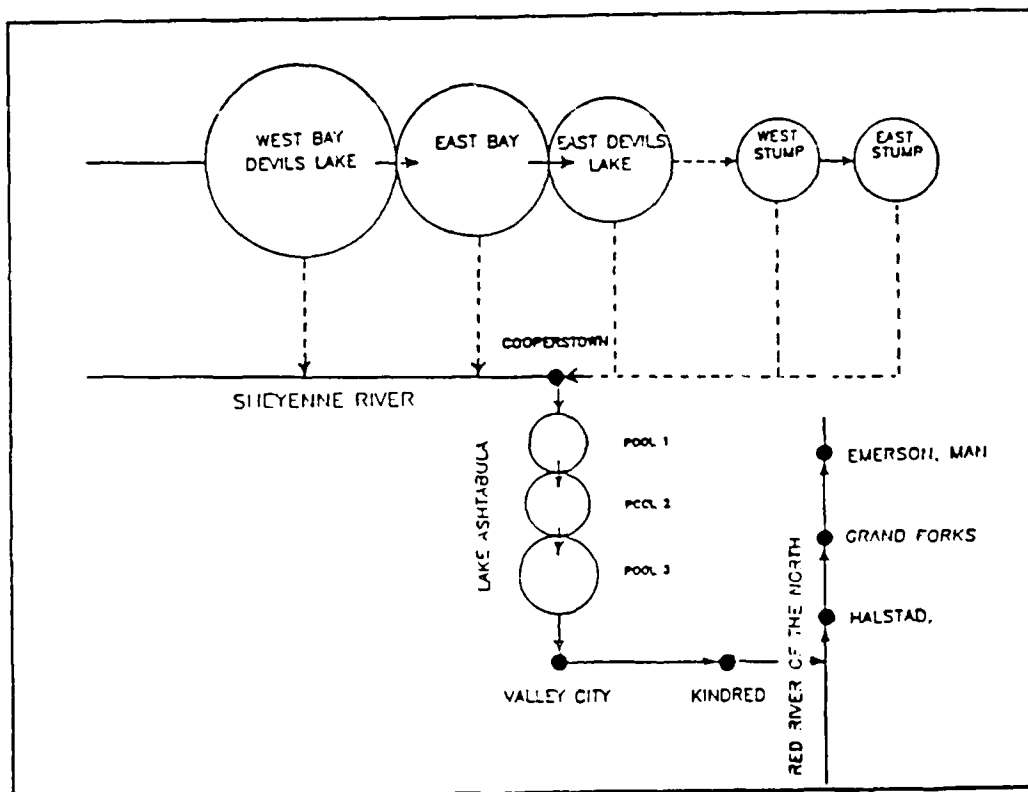 WEST BAY
DEVILS LAKE
EAST BAY
EAST DEVILS
LAKE
WEST
STUMP
EAST
STUMP
COOPERSTOWN
SHEYENNE RIVER
LAKE ASHTABULA
POOL 1
POOL 2
POOL 3
VALLEY CITY
KINDRED
RED RIVER OF THE NORTH
EMERSON, MAN
GRAND FORKS
HALSTAD,